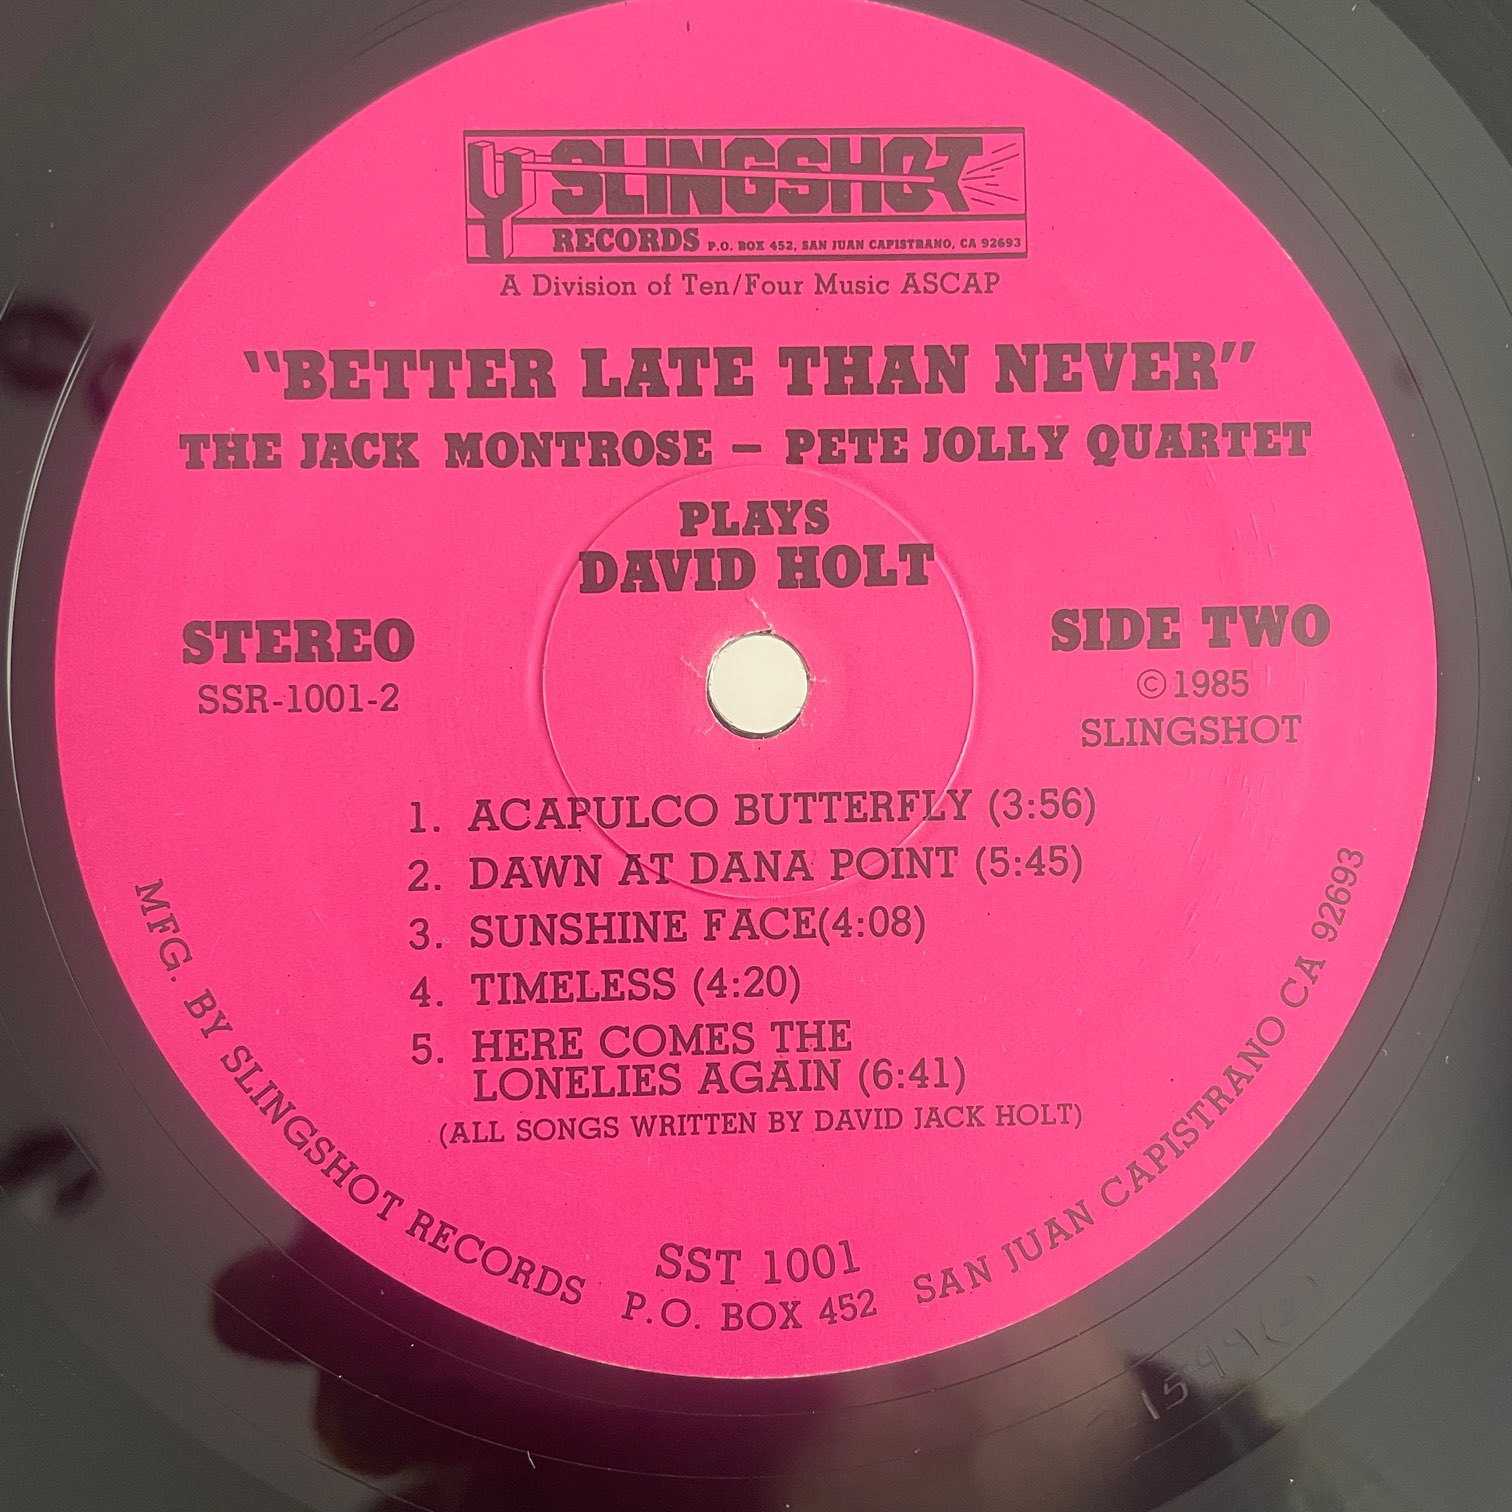 SLINGSHOT
RECORDS P.O. BOX 452, SAN JUAN CAPISTRANO, CA 92693
A Division of Ten/Four Music ASCAP
"BETTER LATE THAN NEVER"
THE JACK MONTROSE – PETE JOLLY QUARTET
PLAYS
DAVID HOLT
STEREO
SSR-1001-2
SIDE TWO
©1985
SLINGSHOT
1. ACAPULCO BUTTERFLY (3:56)
2. DAWN AT DANA POINT (5:45)
3. SUNSHINE FACE(4:08)
4. TIMELESS (4:20)
5. HERE COMES THE
LONELIES AGAIN (6:41)
(ALL SONGS WRITTEN BY DAVID JACK HOLT)
SST 1001
MFG. BY SLINGSHOT RECORDS P.O. BOX 452 SAN JUAN CAPISTRANO CA 92693